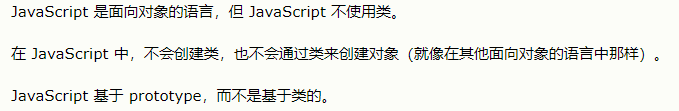 JavaScript 是面向对象的语言，但 JavaScript 不使用类。
在 JavaScript 中，不会创建类，也不会通过类来创建对象（就像在其他面向对象的语言中那样）。
JavaScript 基于 prototype，而不是基于类的。